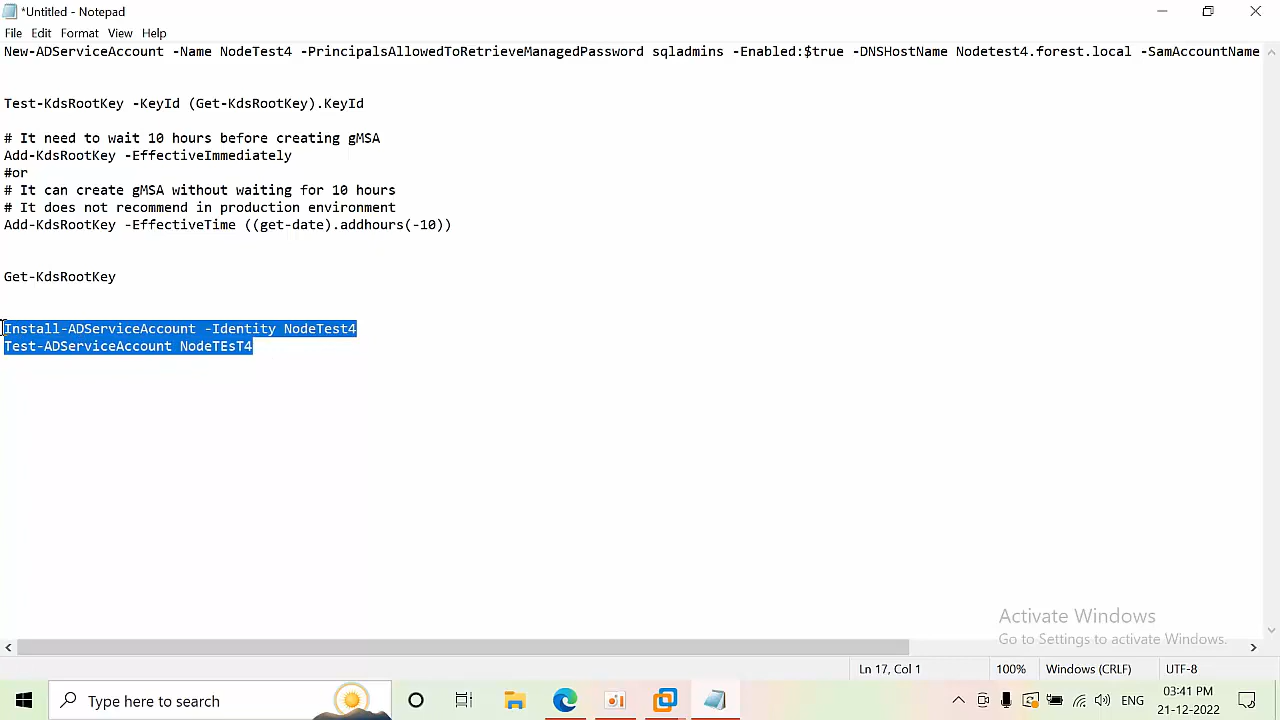 *Untitled - Notepad
File Edit Format View Help
New-ADServiceAccount -Name NodeTest4 -PrincipalsAllowedToRetrieveManagedPassword sqladmins -Enabled:$true -DNSHostName Nodetest4.forest.local -SamAccountName
Test-KdsRootKey -KeyId (Get-KdsRootKey).KeyId
# It need to wait 10 hours before creating gMSA
Add-KdsRootKey -EffectiveImmediately
#or
# It can create gMSA without waiting for 10 hours
# It does not recommend in production environment
Add-KdsRootKey -EffectiveTime ((get-date).addhours(-10))
Get-KdsRootKey
Install-ADServiceAccount -Identity NodeTest4
Test-ADServiceAccount NodeTEsT4
Activate Windows
Go to Settings to activate Windows.
Ln 17, Col 1 100% Windows (CRLF) UTF-8
Type here to search
ENG
03:41 PM
21-12-2022